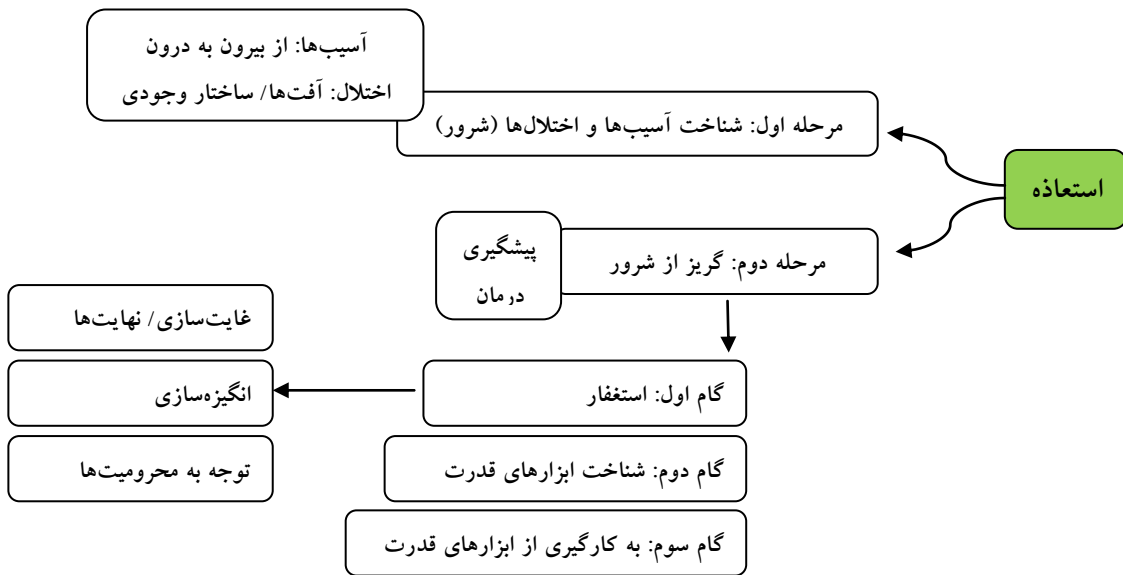 استعاذه
مرحله اول: شناخت آسیب‌ها و اختلال‌ها (شرور)
آسیب‌ها: از بیرون به درون
اختلال: آفت‌ها/ ساختار وجودی
مرحله دوم: گریز از شرور
پیشگیری
درمان
گام اول: استغفار
غایت‌سازی/ نهایت‌ها
انگیزه‌سازی
توجه به محرومیت‌ها
گام دوم: شناخت ابزارهای قدرت
گام سوم: به کارگیری از ابزارهای قدرت